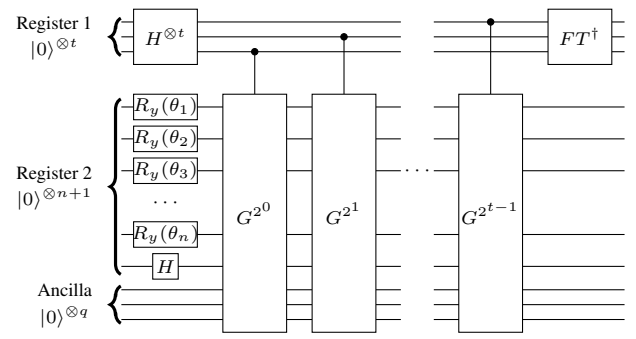 Register 1
|0⟩^{⊗t}
H^{⊗t}
FT^†
Register 2
|0⟩^{⊗n+1}
R_y(θ_1)
R_y(θ_2)
R_y(θ_3)
· · ·
R_y(θ_n)
H
G^{2^0}
G^{2^1}
· · ·
G^{2^{t−1}}
Ancilla
|0⟩^{⊗q}